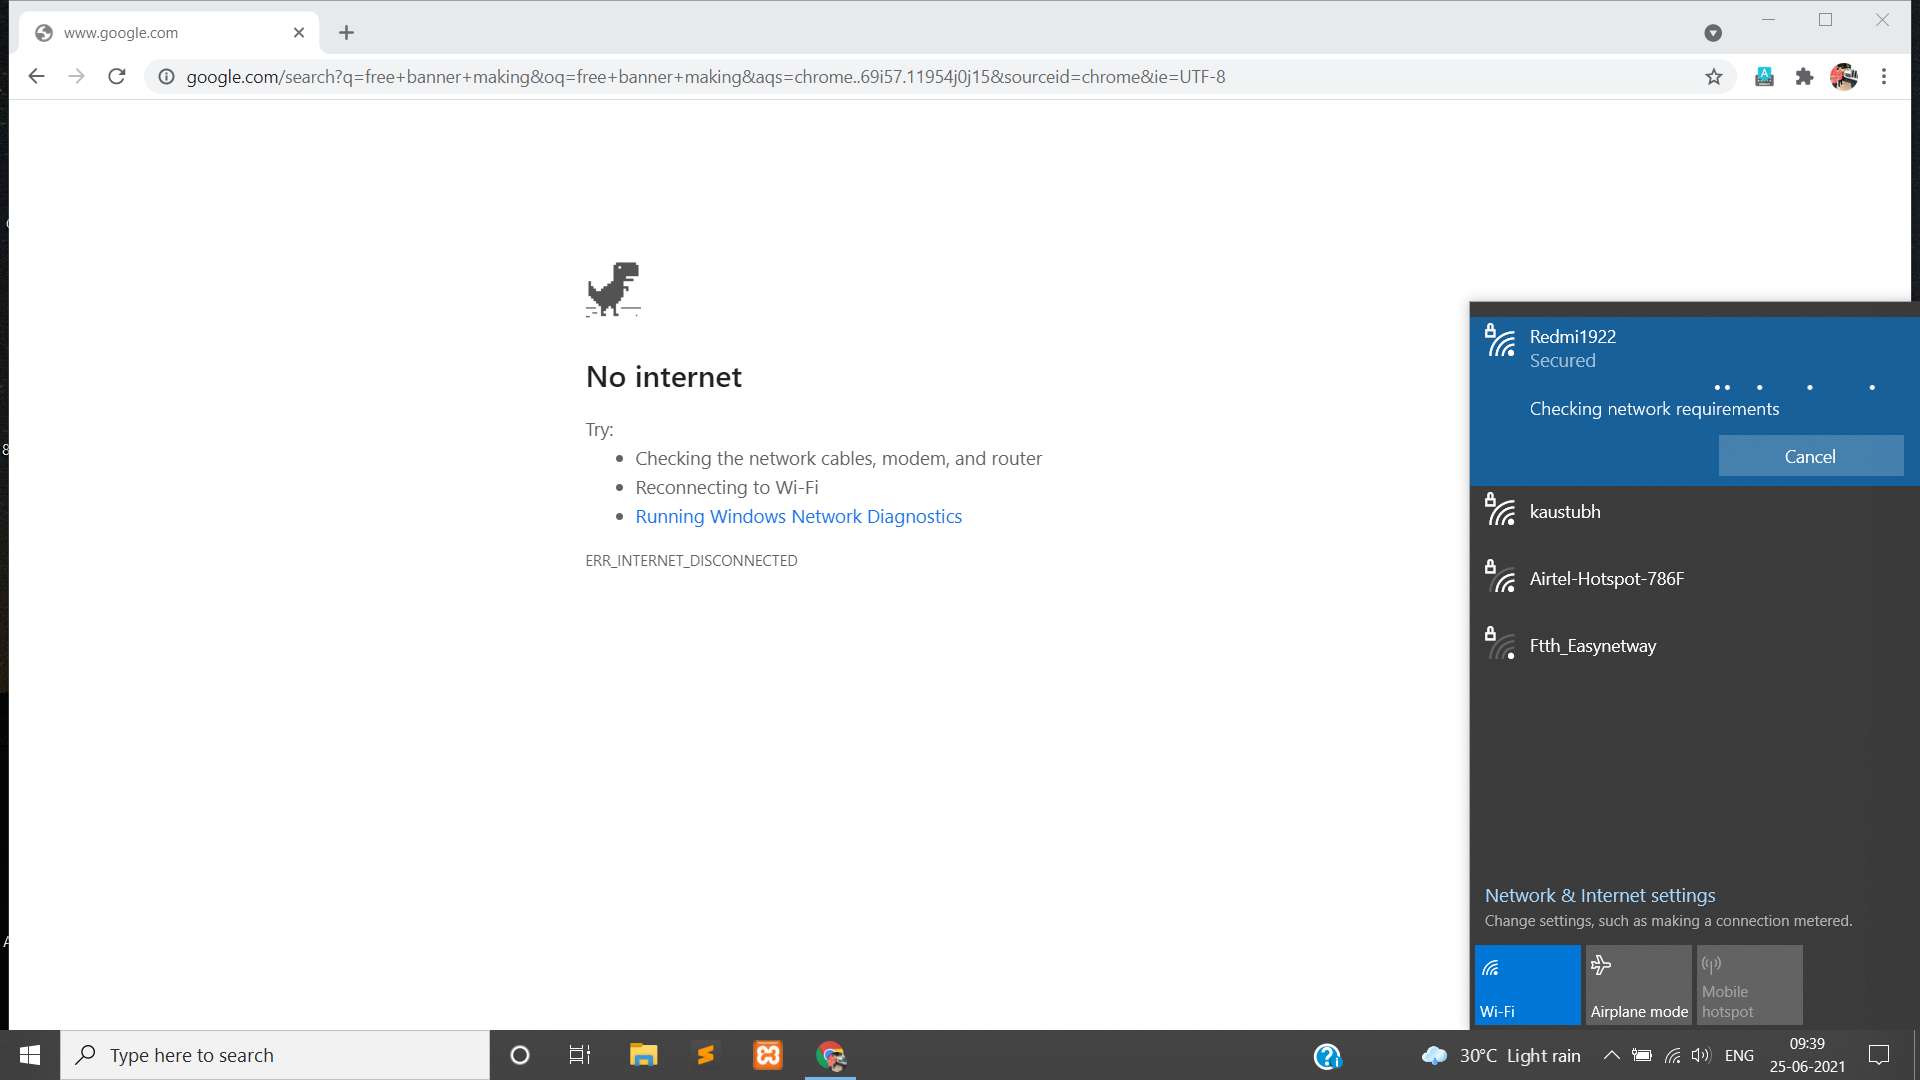 www.google.com
google.com/search?q=free+banner+making&oq=free+banner+making&aqs=chrome..69i57.11954j0j15&sourceid=chrome&ie=UTF-8
No internet
Try:
Checking the network cables, modem, and router
Reconnecting to Wi-Fi
Running Windows Network Diagnostics
ERR_INTERNET_DISCONNECTED
Redmi1922
Secured
Checking network requirements
Cancel
kaustubh
Airtel-Hotspot-786F
Ftth_Easynetway
Network & Internet settings
Change settings, such as making a connection metered.
Wi-Fi
Airplane mode
Mobile
hotspot
Type here to search
30°C Light rain
ENG
09:39
25-06-2021